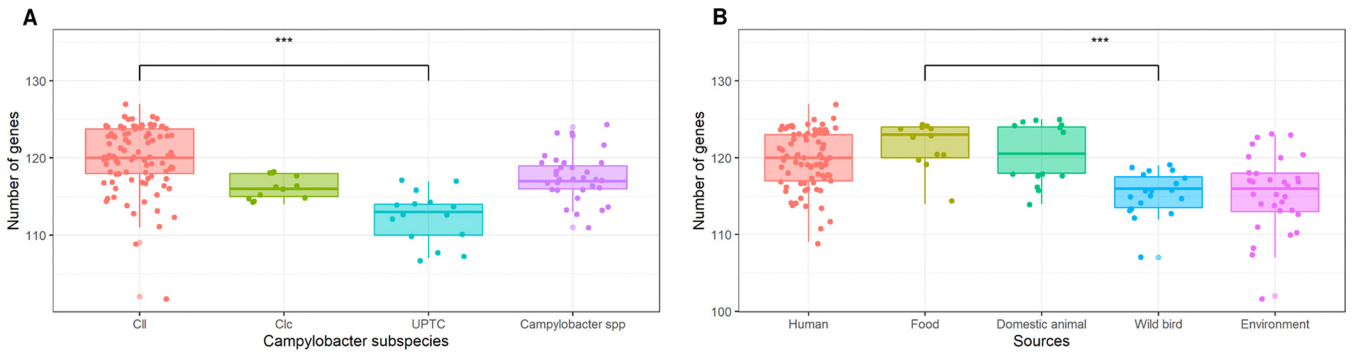 A
***
130
120
110
Number of genes
Cll
Clc
UPTC
Campylobacter spp
Campylobacter subspecies
B
***
130
120
110
100
Number of genes
Human
Food
Domestic animal
Wild bird
Environment
Sources